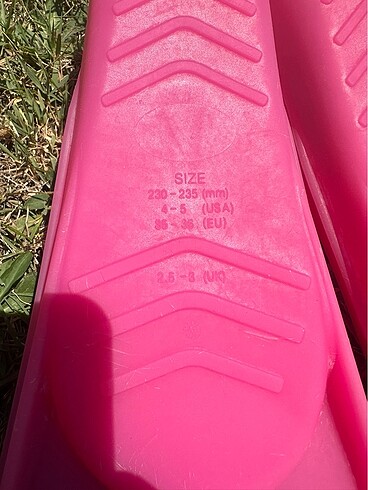 SIZE
230-235 (mm)
4-5 (USA)
35-36 (EU)
2.5-3 (UK)